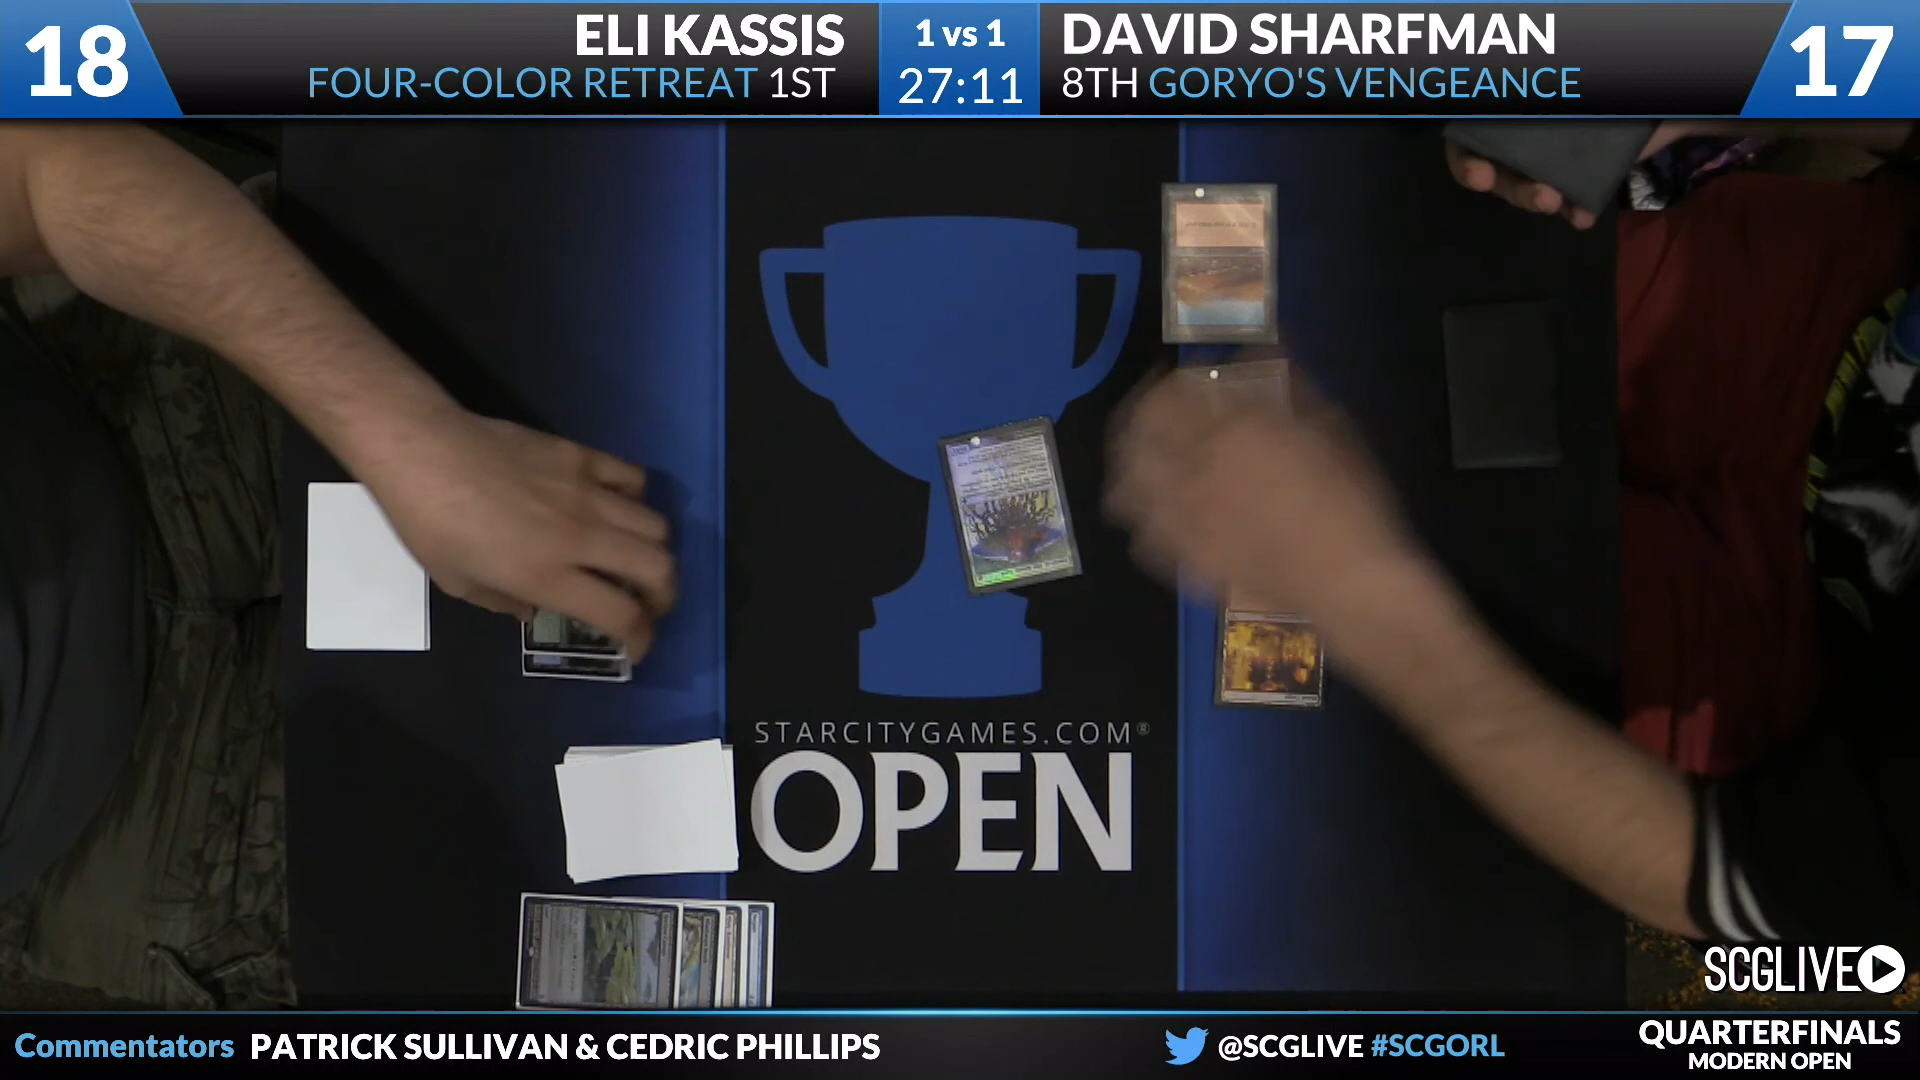 18
ELI KASSIS
FOUR-COLOR RETREAT 1ST
1 vs 1
27:11
DAVID SHARFMAN
8TH GORYO'S VENGEANCE
17
STARCITYGAMES.COM®
OPEN
SCGLIVE
Commentators PATRICK SULLIVAN & CEDRIC PHILLIPS
@SCGLIVE #SCGORL
QUARTERFINALS
MODERN OPEN